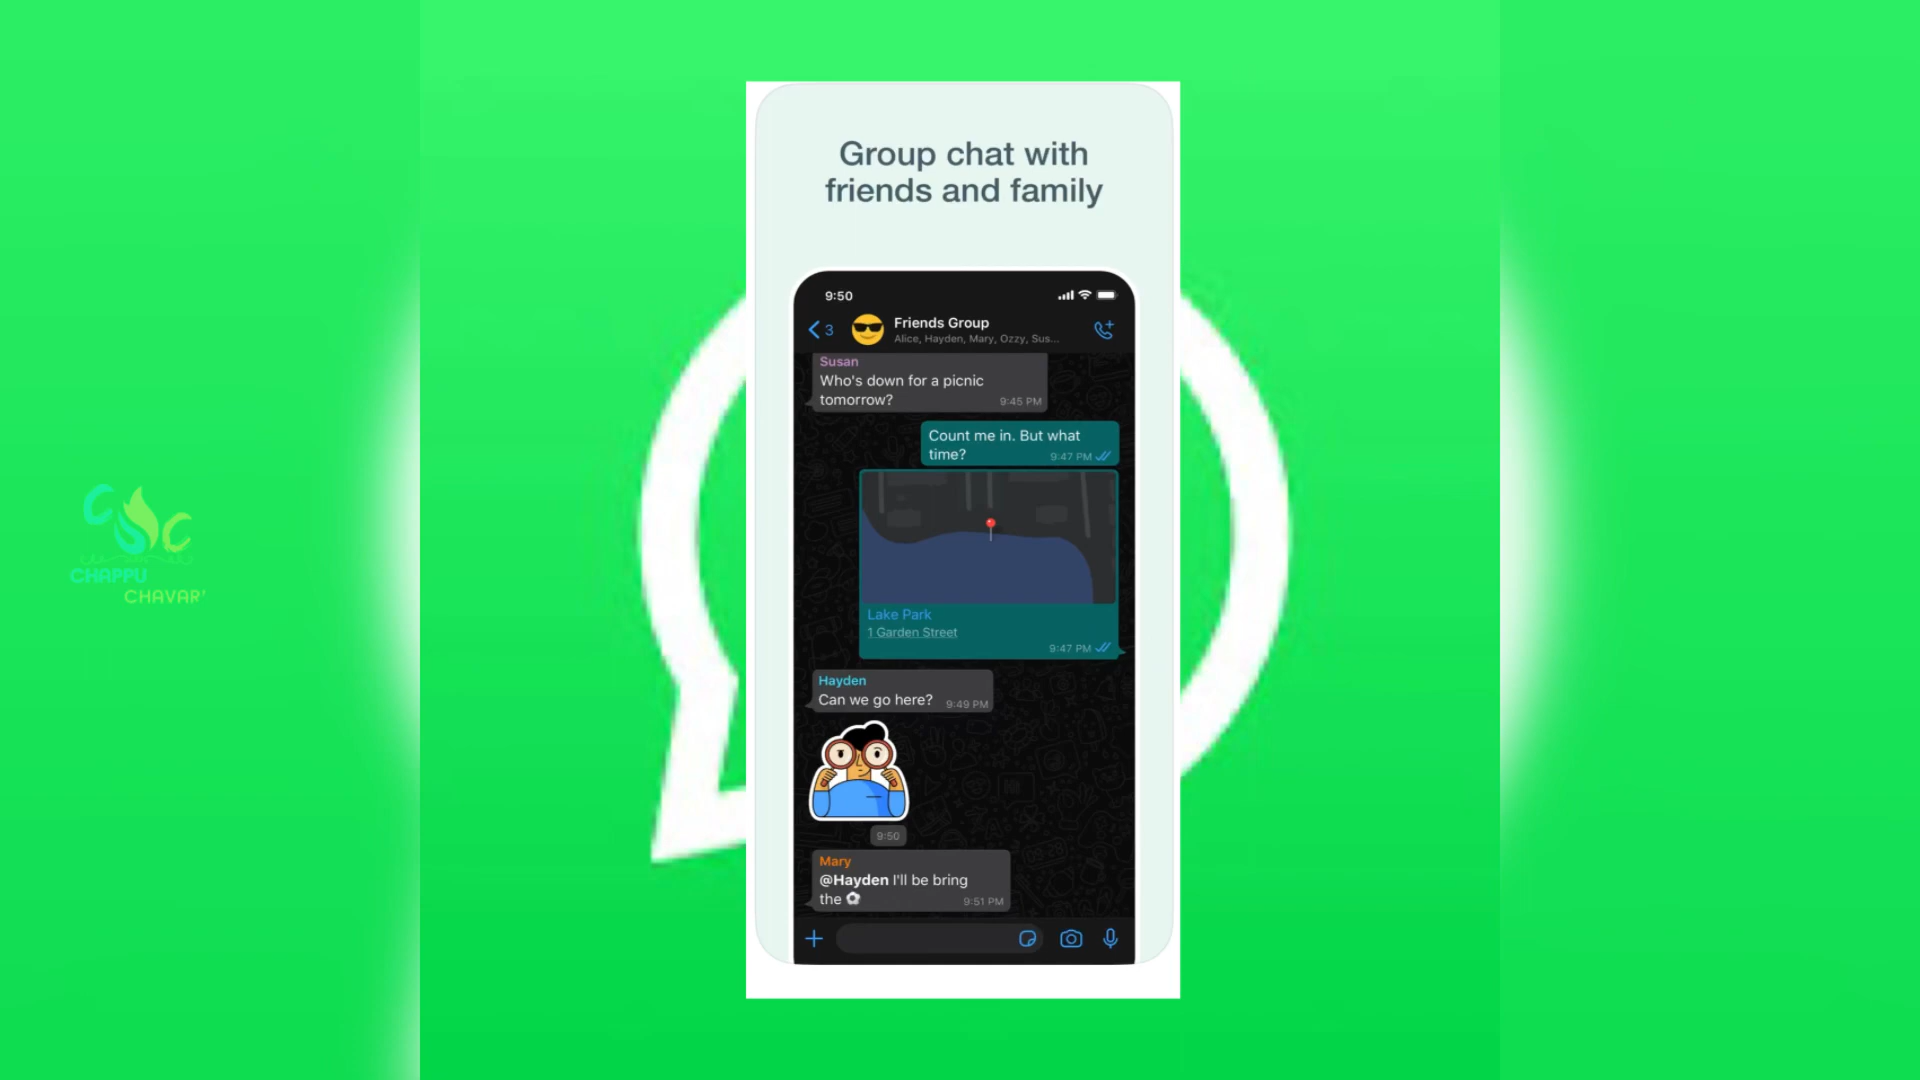 Group chat with
friends and family
9:50
3
Friends Group
Alice, Hayden, Mary, Ozzy, Sus...
Susan
Who's down for a picnic
tomorrow?
9:45 PM
Count me in. But what
time?
9:47 PM
Lake Park
1 Garden Street
9:47 PM
Hayden
Can we go here?
9:49 PM
9:50
Mary
@Hayden I'll be bring
the ⚽
9:51 PM
CHAPPU
CHAVAR'